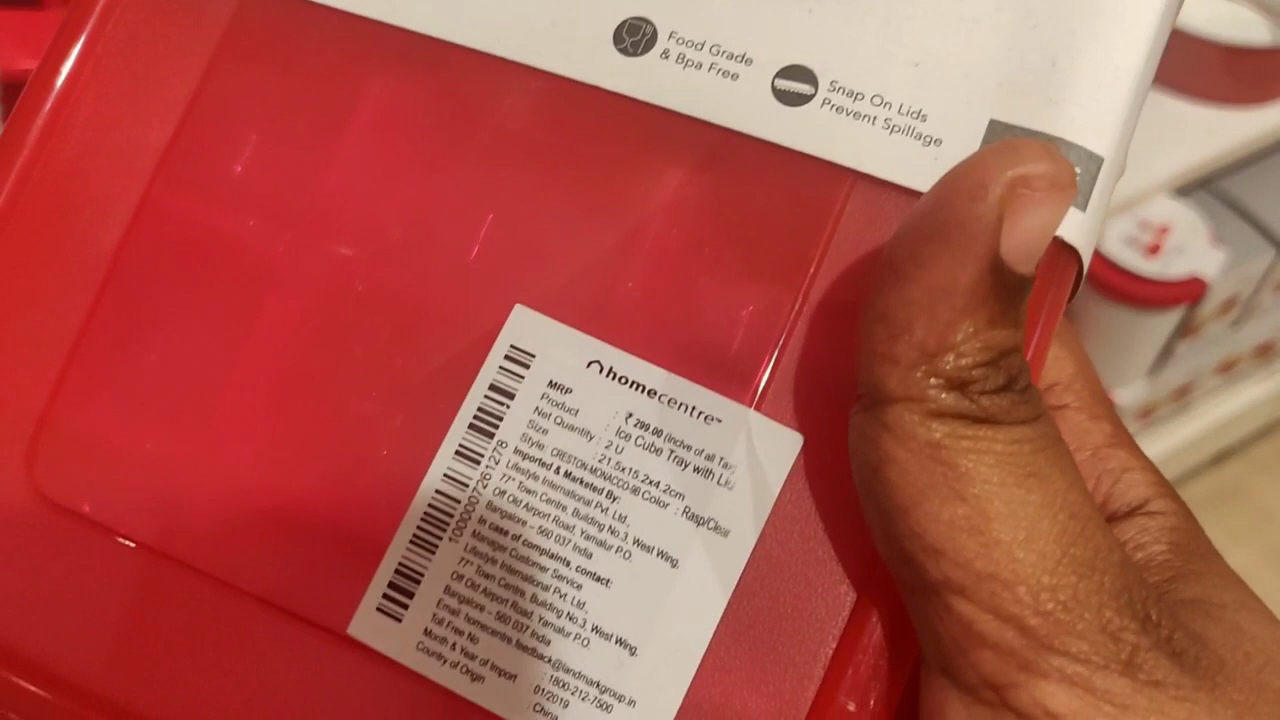 Food Grade
& Bpa Free
Snap On Lids
Prevent Spillage
homecentre™
MRP : ₹ 299.00 (Inclve of all Tax
Product : Ice Cube Tray with Lid
Net Quantity : 2 U
Size : 21.5x15.2x4.2cm
Style: CRESTON-MONACCO-9B Color : Rasp/Clear
Imported & Marketed By:
Lifestyle International Pvt. Ltd.,
77° Town Centre, Building No.3, West Wing,
Off Old Airport Road, Yamalur P.O.
Bangalore – 560 037 India
In case of complaints, contact:
Manager Customer Service
Lifestyle International Pvt. Ltd.,
77° Town Centre, Building No.3, West Wing,
Off Old Airport Road, Yamalur P.O.
Bangalore – 560 037 India
Email: homecentre.feedback@landmarkgroup.in
Toll Free No : 1800-212-7500
Month & Year of Import 01/2019
Country of Origin : China
1000007261278